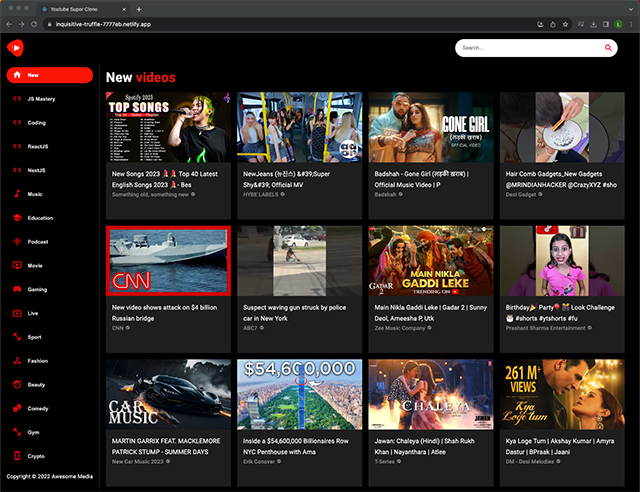 Youtube Super Clone
inquisitive-truffle-7777eb.netlify.app
Search...
New
JS Mastery
Coding
ReactJS
NextJS
Music
Education
Podcast
Movie
Gaming
Live
Sport
Fashion
Beauty
Comedy
Gym
Crypto
Copyright © 2022 Awesome Media
New videos
Spotify 2023
TOP SONGS
GONE GIRL
OFFICIAL VIDEO
New Songs 2023 💄💄Top 40 Latest
English Songs 2023 💄- Bes
Something old, something new
NewJeans (뉴진스) &#39;Super
Shy&#39; Official MV
HYBE LABELS
Badshah - Gone Girl (लड़की ख़राब) |
Official Music Video | P
Badshah
Hair Comb Gadgets,New Gadgets
@MRINDIANHACKER @CrazyXYZ #sho
Desi Gadget
CNN
GADAR 2
MAIN NIKLA
GADDI LEKE
TRENDING ON
New video shows attack on $4 billion
Russian bridge
CNN
Suspect waving gun struck by police
car in New York
ABC7
Main Nikla Gaddi Leke | Gadar 2 | Sunny
Deol, Ameesha P, Utk
Zee Music Company
Birthday🎉 Party🎈🎊 Look Challenge
🎂 #shorts #ytshorts #fu
Prashant Sharma Entertainment
CAR
MUSIC
$54,600,000
CHALEYA
JAWAN
261 M+
VIEWS
Kya
Loge Tum
MARTIN GARRIX FEAT. MACKLEMORE
PATRICK STUMP - SUMMER DAYS
New Car Music 2023
Inside a $54,600,000 Billionaires Row
NYC Penthouse with Ama
Erik Conover
Jawan: Chaleya (Hindi) | Shah Rukh
Khan | Nayanthara | Atlee
T-Series
Kya Loge Tum | Akshay Kumar | Amyra
Dastur | BPraak | Jaani
DM - Desi Melodies